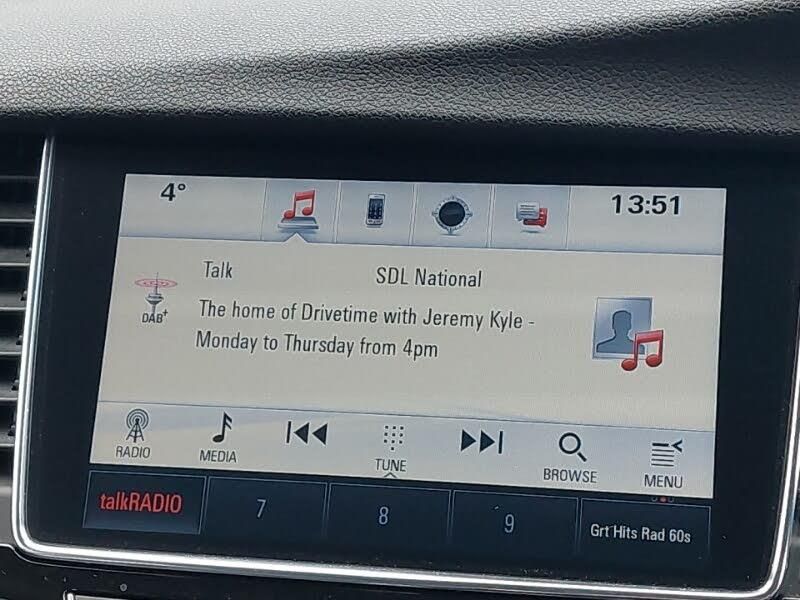 4° 13:51
Talk SDL National
DAB+
The home of Drivetime with Jeremy Kyle -
Monday to Thursday from 4pm
RADIO MEDIA TUNE BROWSE MENU
talkRADIO 7 8 9 Grt Hits Rad 60s